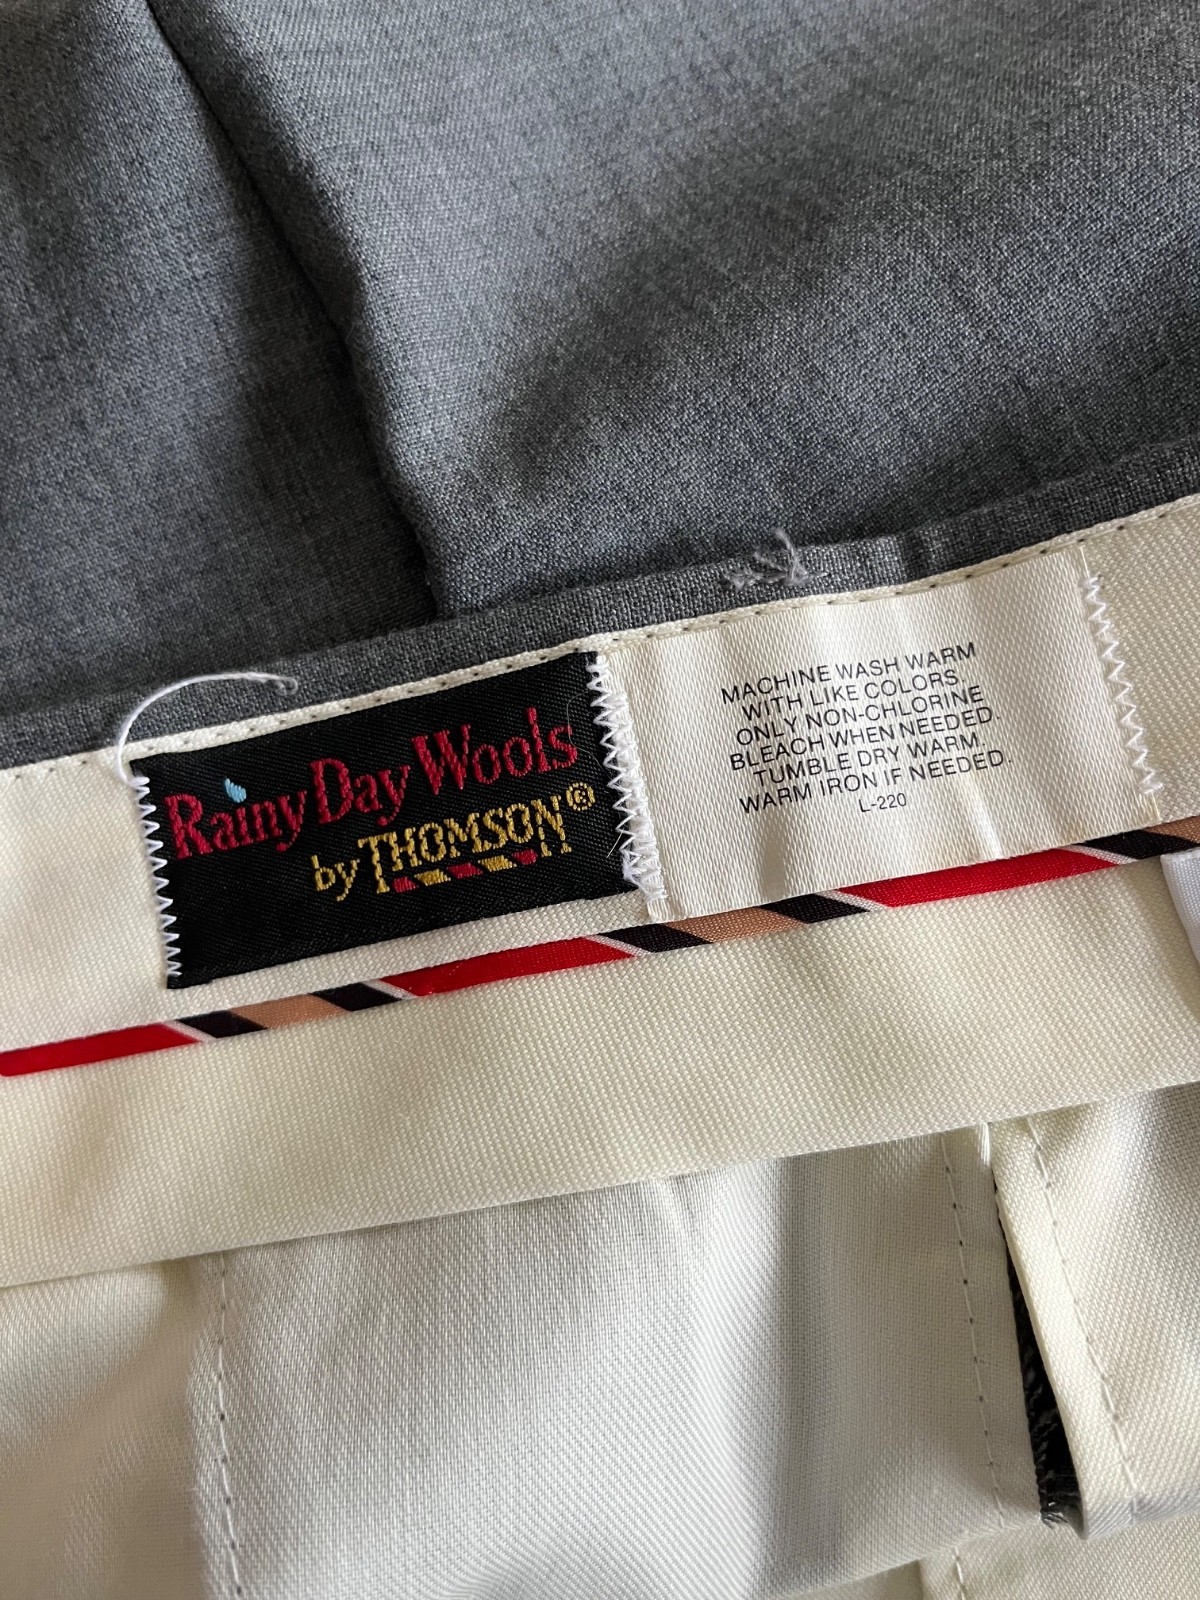 Rainy Day Wools
by THOMSON®
MACHINE WASH WARM
WITH LIKE COLORS.
ONLY NON-CHLORINE
BLEACH WHEN NEEDED.
TUMBLE DRY WARM.
WARM IRON IF NEEDED.
L-220